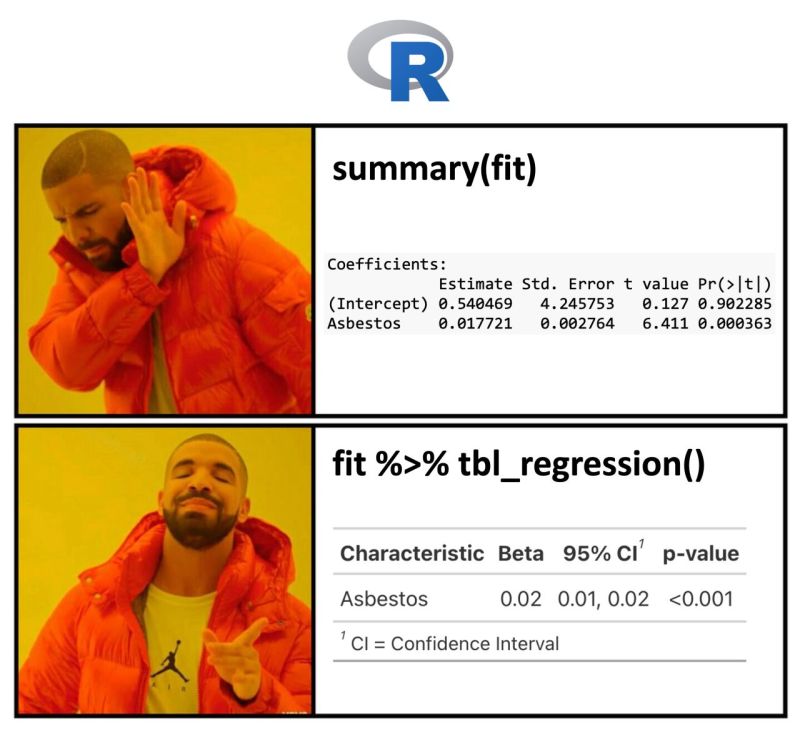 R
summary(fit)
Coefficients:
Estimate Std. Error t value Pr(>|t|)
(Intercept) 0.540469 4.245753 0.127 0.902285
Asbestos 0.017721 0.002764 6.411 0.000363
fit %>% tbl_regression()
Characteristic Beta 95% CI¹ p-value
Asbestos 0.02 0.01, 0.02 <0.001
¹ CI = Confidence Interval
A I R